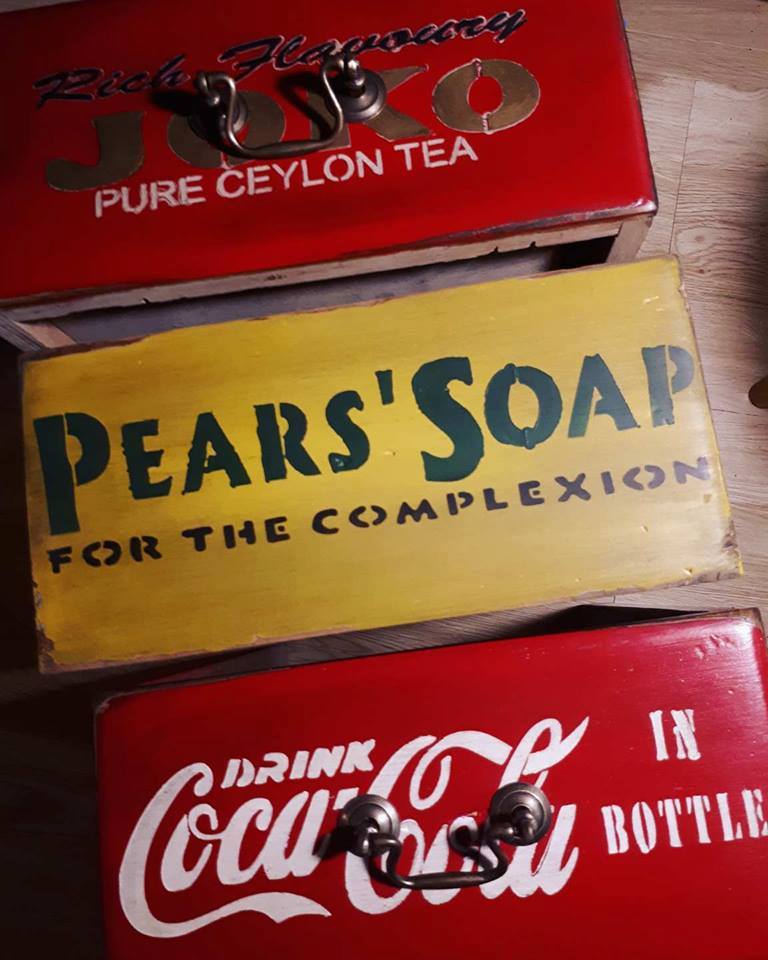 Rich Flavoury
JOKO
PURE CEYLON TEA
PEARS' SOAP
FOR THE COMPLEXION
DRINK
Coca-Cola
IN
BOTTLE